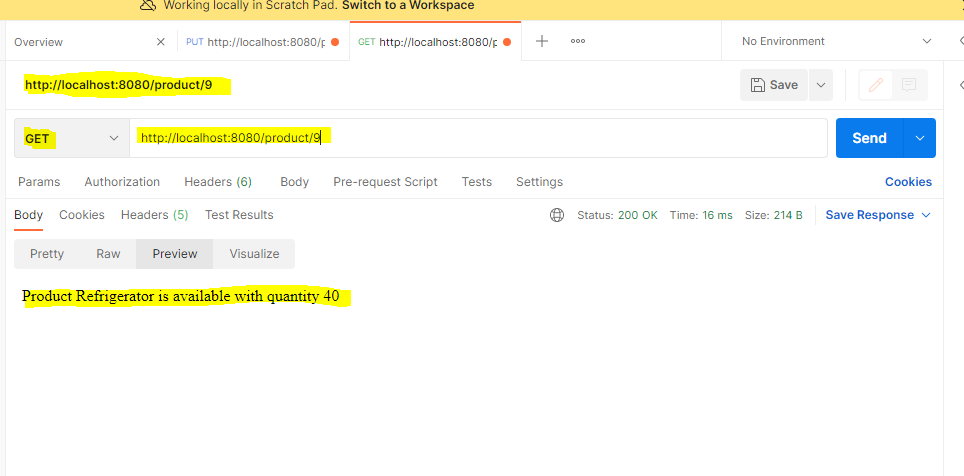 Working locally in Scratch Pad. Switch to a Workspace
Overview
PUT http://localhost:8080/p
GET http://localhost:8080/p
No Environment
http://localhost:8080/product/9
Save
GET
http://localhost:8080/product/9
Send
Params Authorization Headers (6) Body Pre-request Script Tests Settings Cookies
Body Cookies Headers (5) Test Results Status: 200 OK Time: 16 ms Size: 214 B Save Response
Pretty Raw Preview Visualize
Product Refrigerator is available with quantity 40